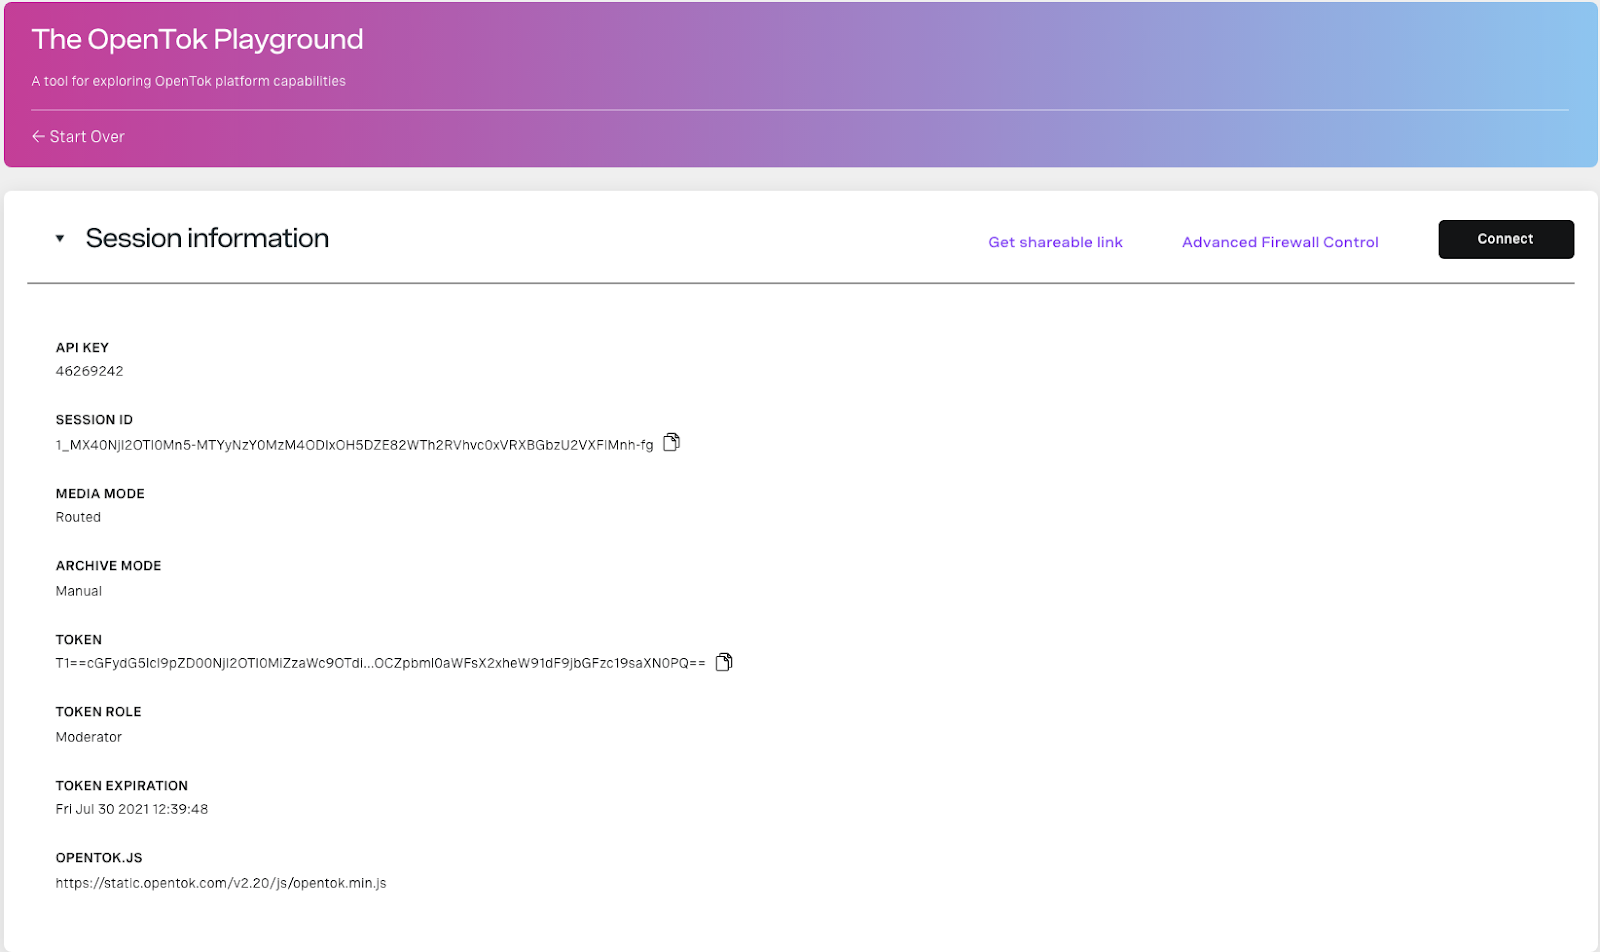 The OpenTok Playground
A tool for exploring OpenTok platform capabilities
← Start Over
Session information
Get shareable link
Advanced Firewall Control
Connect
API KEY
46269242
SESSION ID
1_MX40NjI2OTI0Mn5-MTYyNzY0MzM4ODIxOH5DZE82WTh2RVhvc0xVRXBGbzU2VXFIMnh-fg
MEDIA MODE
Routed
ARCHIVE MODE
Manual
TOKEN
T1==cGFydG5lcl9pZD00NjI2OTI0MiZzaWc9OTdi...OCZpbml0aWFsX2xheW91dF9jbGFzc19saXN0PQ==
TOKEN ROLE
Moderator
TOKEN EXPIRATION
Fri Jul 30 2021 12:39:48
OPENTOK.JS
https://static.opentok.com/v2.20/js/opentok.min.js